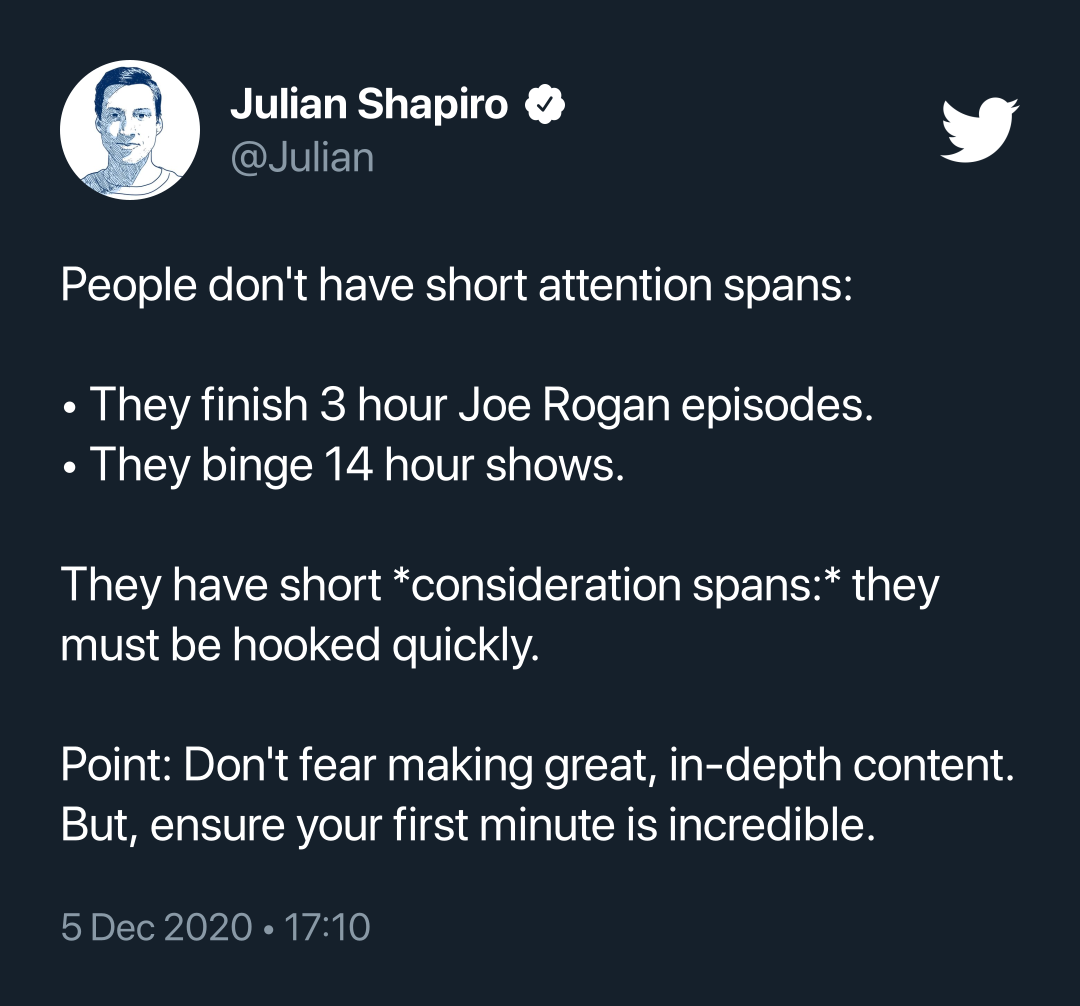 Julian Shapiro
@Julian
People don't have short attention spans:
• They finish 3 hour Joe Rogan episodes.
• They binge 14 hour shows.
They have short *consideration spans:* they
must be hooked quickly.
Point: Don't fear making great, in-depth content.
But, ensure your first minute is incredible.
5 Dec 2020 • 17:10